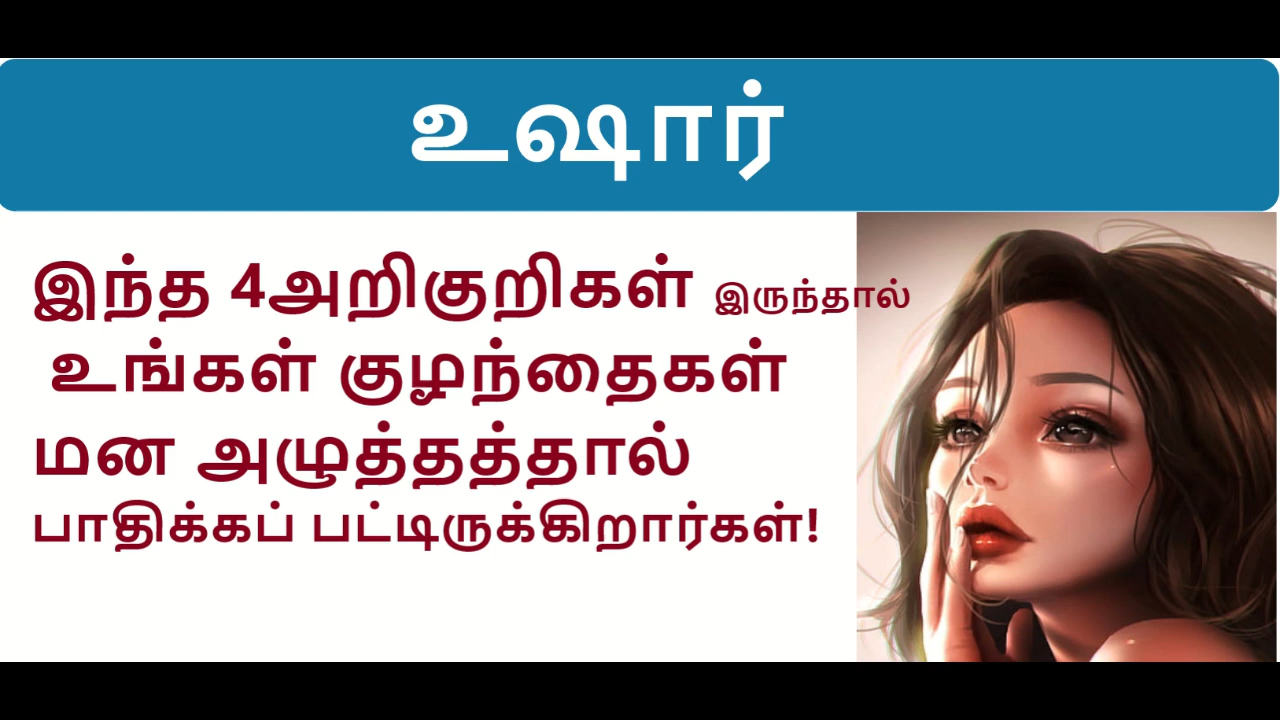 உஷார்
இந்த 4அறிகுறிகள் இருந்தால்
உங்கள் குழந்தைகள்
மன அழுத்தத்தால்
பாதிக்கப் பட்டிருக்கிறார்கள்!